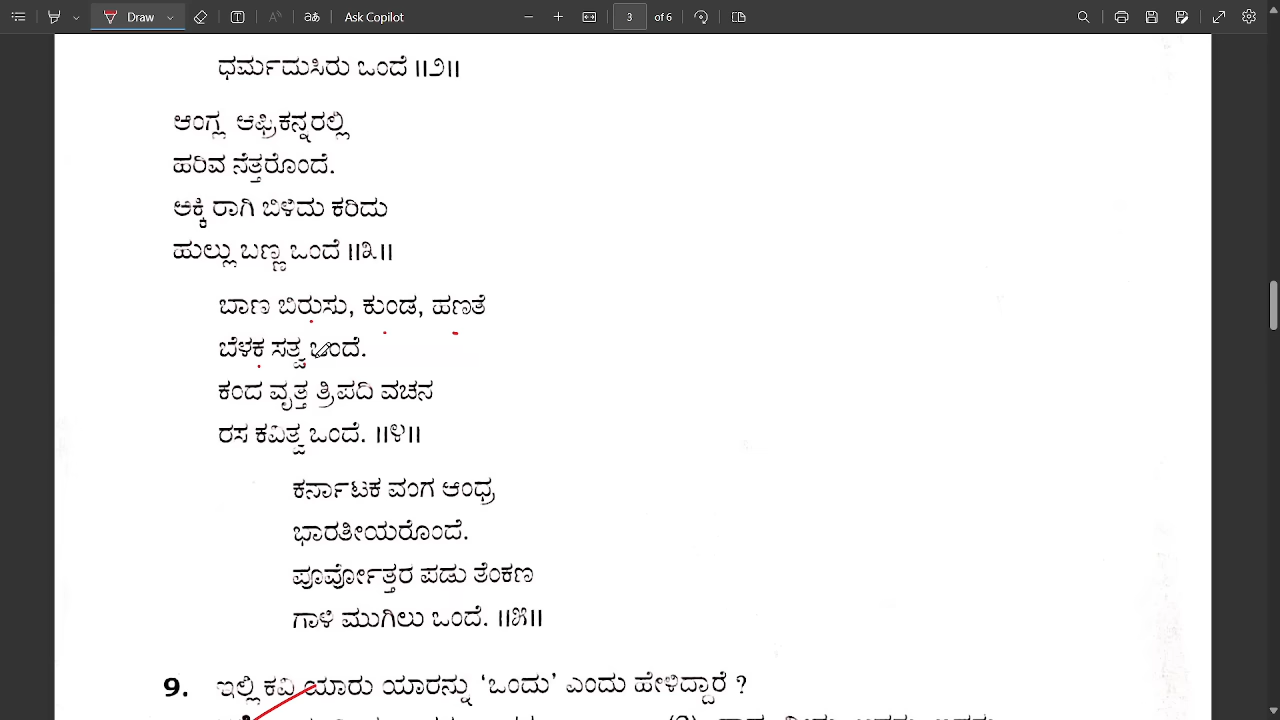 Draw
Ask Copilot
3 of 6
ಧರ್ಮದುಸಿರು ಒಂದೆ ॥೨॥
ಆಂಗ್ಲ ಆಫ್ರಿಕನ್ನರಲ್ಲಿ
ಹರಿವ ನೆತ್ತರೊಂದೆ.
ಅಕ್ಕಿ ರಾಗಿ ಬಿಳಿದು ಕರಿದು
ಹುಲ್ಲು ಬಣ್ಣ ಒಂದೆ ॥೩॥
ಬಾಣ ಬಿರುಸು, ಕುಂಡ, ಹಣತೆ
ಬೆಳಕ ಸತ್ವ ಒಂದೆ.
ಕಂದ ವೃತ್ತ ತ್ರಿಪದಿ ವಚನ
ರಸ ಕವಿತ್ವ ಒಂದೆ. ॥೪॥
ಕರ್ನಾಟಕ ವಂಗ ಆಂಧ್ರ
ಭಾರತೀಯರೊಂದೆ.
ಪೂರ್ವೋತ್ತರ ಪಡು ತೆಂಕಣ
ಗಾಳಿ ಮುಗಿಲು ಒಂದೆ. ॥೫॥
9. ಇಲ್ಲಿ ಕವಿ ಯಾರು ಯಾರನ್ನು ‘ಒಂದು’ ಎಂದು ಹೇಳಿದ್ದಾರೆ ?